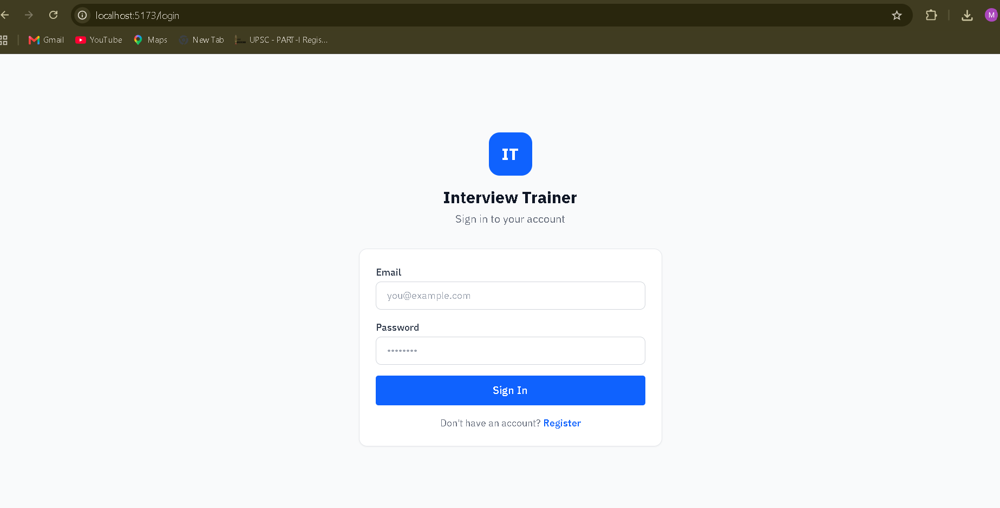 localhost:5173/login
M
Gmail YouTube Maps New Tab UPSC - PART-I Regis...
IT
Interview Trainer
Sign in to your account
Email
you@example.com
Password
••••••••
Sign In
Don't have an account? Register